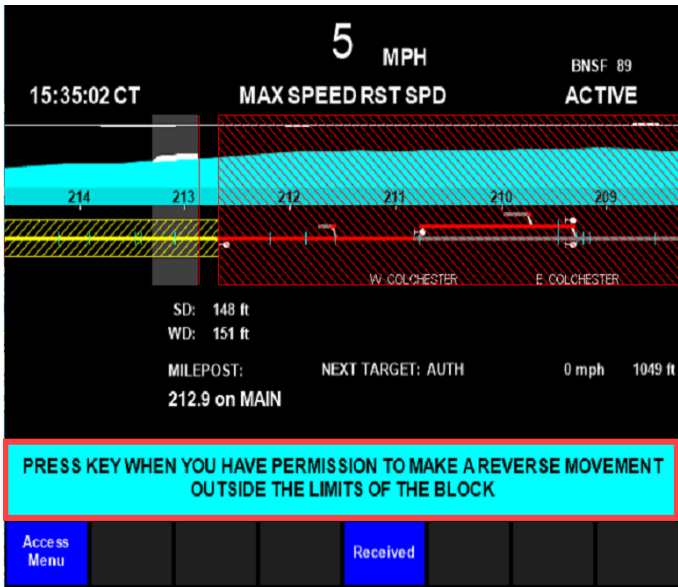 5 MPH
BNSF 89
15:35:02 CT MAX SPEED RST SPD ACTIVE
214 213 212 211 210 209
W COLCHESTER E COLCHESTER
SD: 148 ft
WD: 151 ft
MILEPOST: NEXT TARGET: AUTH 0 mph 1049 ft
212.9 on MAIN
PRESS KEY WHEN YOU HAVE PERMISSION TO MAKE A REVERSE MOVEMENT
OUTSIDE THE LIMITS OF THE BLOCK
Access
Menu
Received